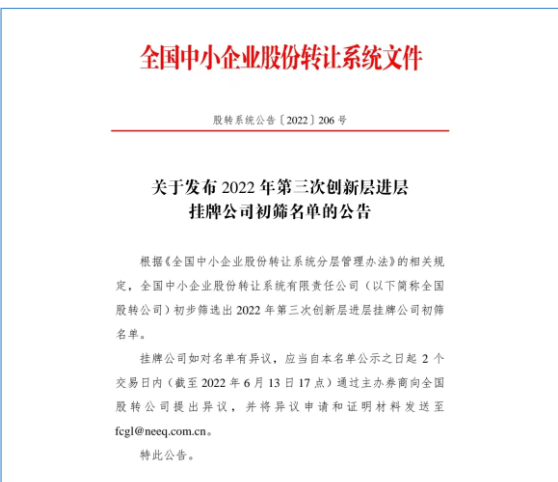 全国中小企业股份转让系统文件
股转系统公告〔2022〕206 号
关于发布 2022 年第三次创新层进层
挂牌公司初筛名单的公告
根据《全国中小企业股份转让系统分层管理办法》的相关规
定，全国中小企业股份转让系统有限责任公司（以下简称全国
股转公司）初步筛选出 2022 年第三次创新层进层挂牌公司初筛
名单。
挂牌公司如对名单有异议，应当自本名单公示之日起 2 个
交易日内（截至 2022 年 6 月 13 日 17 点）通过主办券商向全国
股转公司提出异议，并将异议申请和证明材料发送至
fcgl@neeq.com.cn。
特此公告。